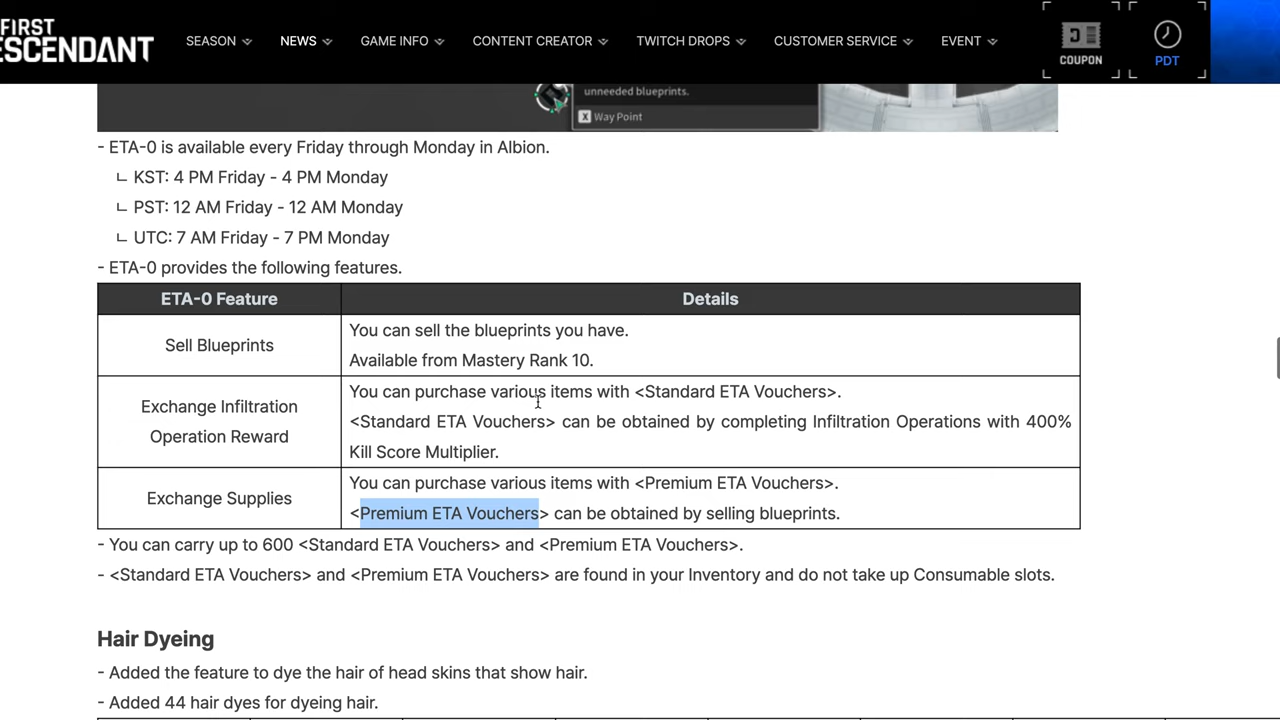 FIRST
ESCENDANT
SEASON
NEWS
GAME INFO
CONTENT CREATOR
TWITCH DROPS
CUSTOMER SERVICE
EVENT
COUPON
PDT
unneeded blueprints.
X Way Point
- ETA-0 is available every Friday through Monday in Albion.
ㄴ KST: 4 PM Friday - 4 PM Monday
ㄴ PST: 12 AM Friday - 12 AM Monday
ㄴ UTC: 7 AM Friday - 7 PM Monday
- ETA-0 provides the following features.
ETA-0 Feature
Details
Sell Blueprints
You can sell the blueprints you have.
Available from Mastery Rank 10.
Exchange Infiltration
Operation Reward
You can purchase various items with <Standard ETA Vouchers>.
<Standard ETA Vouchers> can be obtained by completing Infiltration Operations with 400%
Kill Score Multiplier.
Exchange Supplies
You can purchase various items with <Premium ETA Vouchers>.
<Premium ETA Vouchers> can be obtained by selling blueprints.
- You can carry up to 600 <Standard ETA Vouchers> and <Premium ETA Vouchers>.
- <Standard ETA Vouchers> and <Premium ETA Vouchers> are found in your Inventory and do not take up Consumable slots.
Hair Dyeing
- Added the feature to dye the hair of head skins that show hair.
- Added 44 hair dyes for dyeing hair.